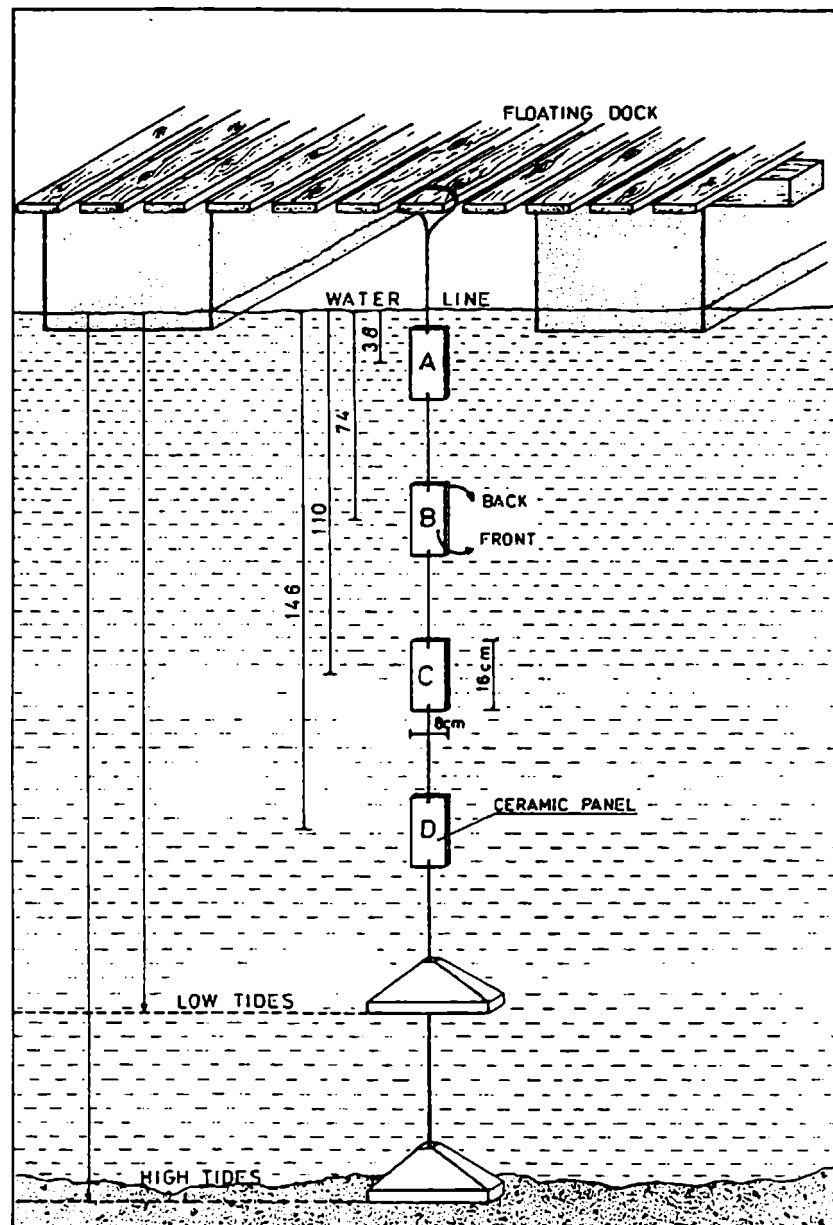 FLOATING DOCK
WATER LINE
38
A
74
BACK
B
FRONT
110
146
C
16cm
8cm
CERAMIC PANEL
D
LOW TIDES
HIGH TIDES